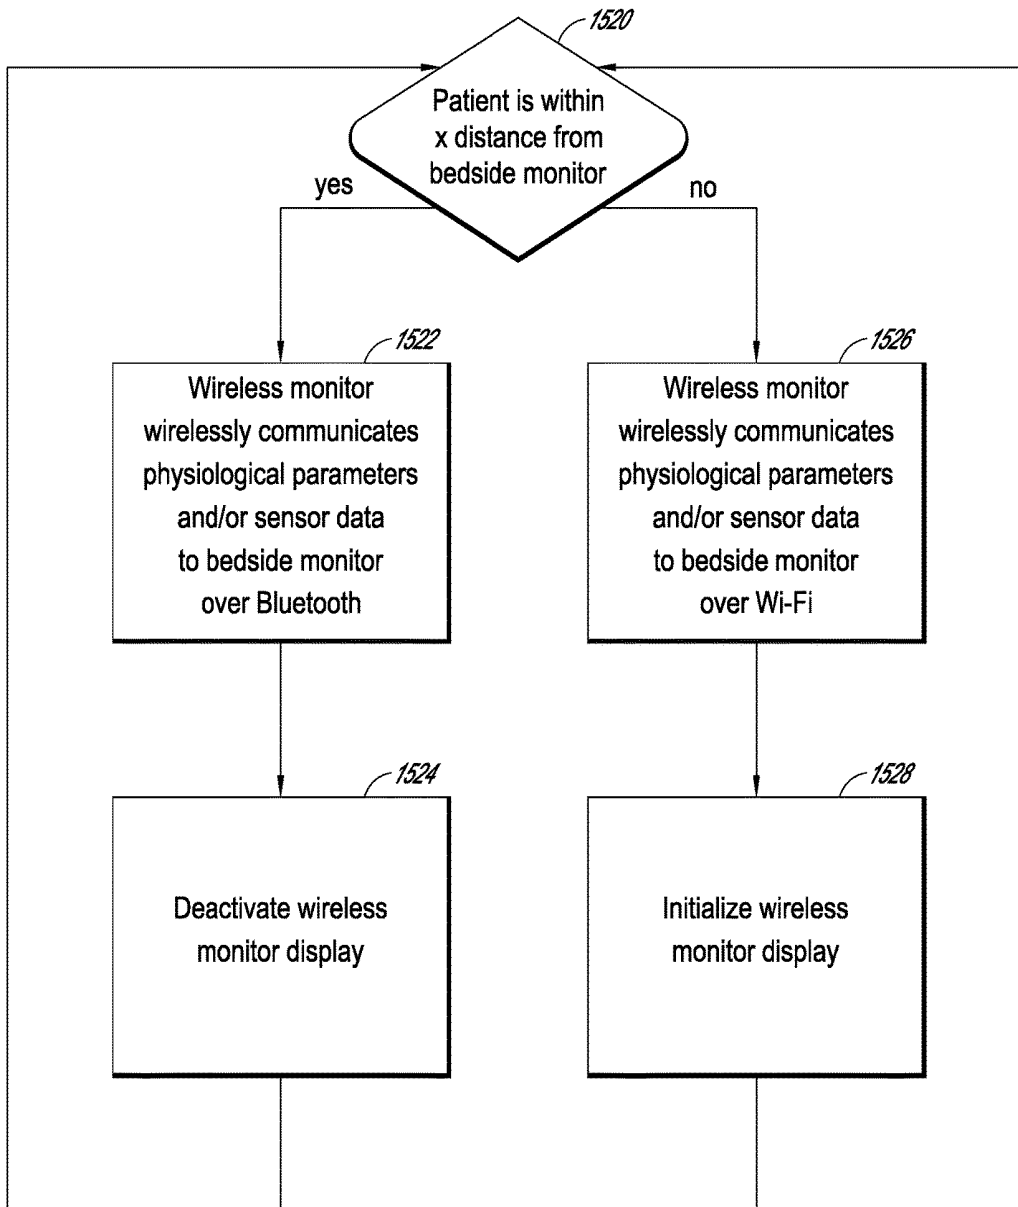 1520
Patient is within
x distance from
bedside monitor
yes
no
1522
Wireless monitor
wirelessly communicates
physiological parameters
and/or sensor data
to bedside monitor
over Bluetooth
1526
Wireless monitor
wirelessly communicates
physiological parameters
and/or sensor data
to bedside monitor
over Wi-Fi
1524
Deactivate wireless
monitor display
1528
Initialize wireless
monitor display